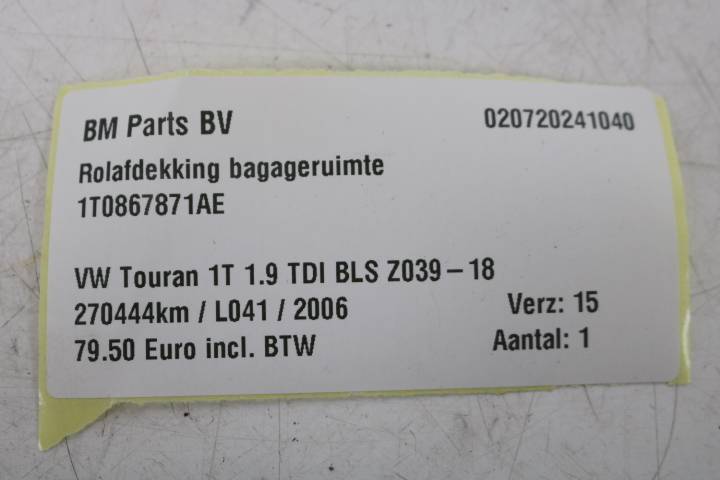 BM Parts BV 020720241040
Rolafdekking bagageruimte
1T0867871AE
VW Touran 1T 1.9 TDI BLS Z039-18
270444km / L041 / 2006 Verz: 15
79.50 Euro incl. BTW Aantal: 1